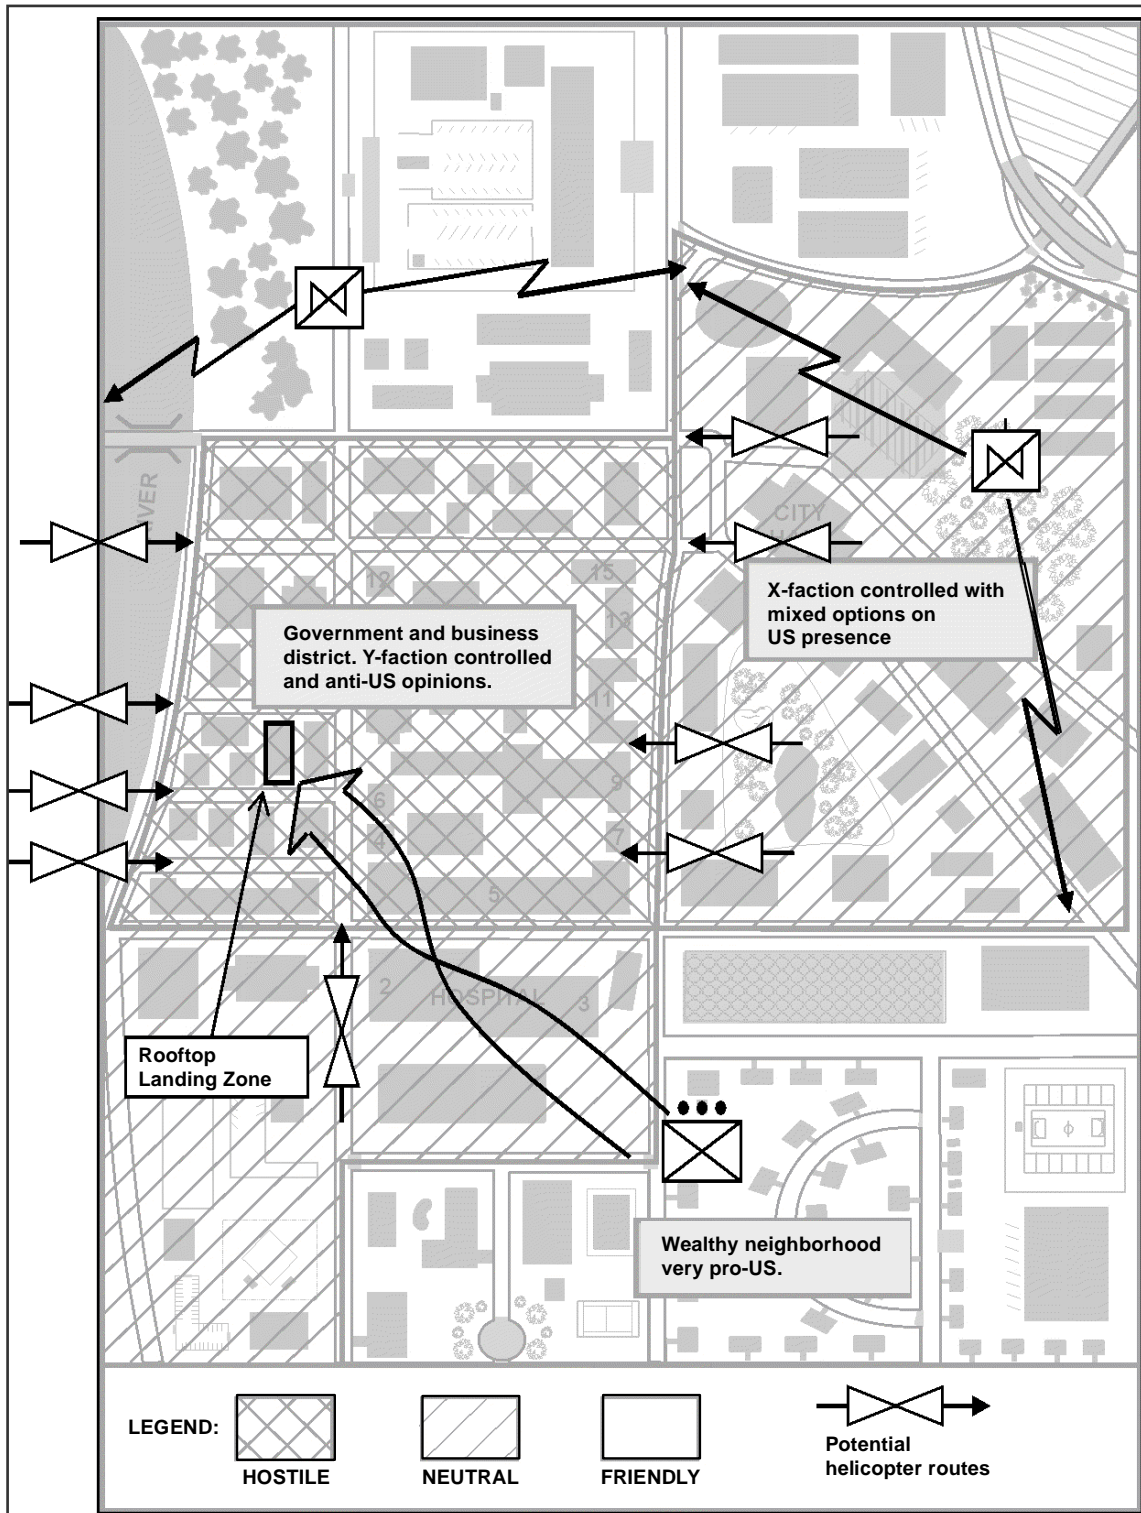 CITY
RIVER
12
15
13
X-faction controlled with
mixed options on
US presence
Government and business
district. Y-faction controlled
and anti-US opinions.
11
9
6
4
7
5
2
HOSPITAL
3
Rooftop
Landing Zone
Wealthy neighborhood
very pro-US.
LEGEND:
HOSTILE
NEUTRAL
FRIENDLY
Potential
helicopter routes